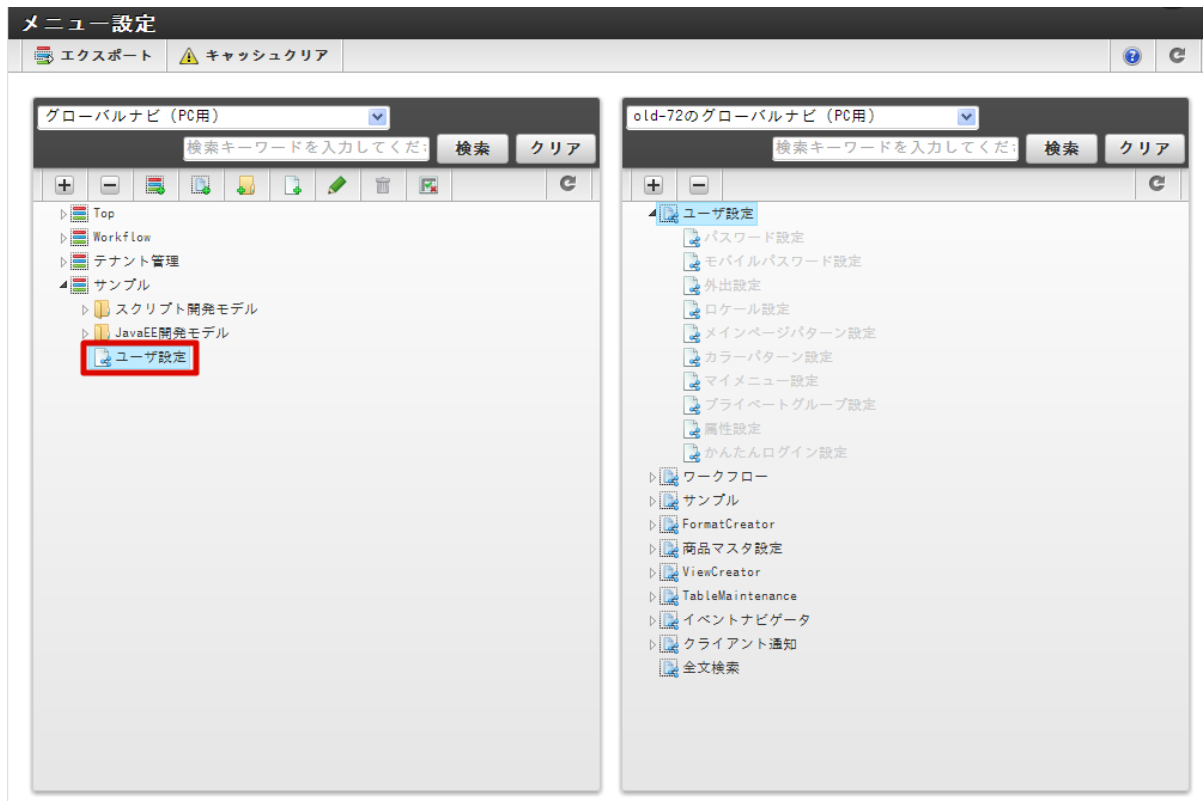 メニュー設定
エクスポート キャッシュクリア
グローバルナビ（PC用）
検索キーワードを入力してくだ 検索 クリア
Top
Workflow
テナント管理
サンプル
スクリプト開発モデル
JavaEE開発モデル
ユーザ設定
old-72のグローバルナビ（PC用）
検索キーワードを入力してくだ 検索 クリア
ユーザ設定
パスワード設定
モバイルパスワード設定
外出設定
ロケール設定
メインページパターン設定
カラーパターン設定
マイメニュー設定
プライベートグループ設定
属性設定
かんたんログイン設定
ワークフロー
サンプル
FormatCreator
商品マスタ設定
ViewCreator
TableMaintenance
イベントナビゲータ
クライアント通知
全文検索